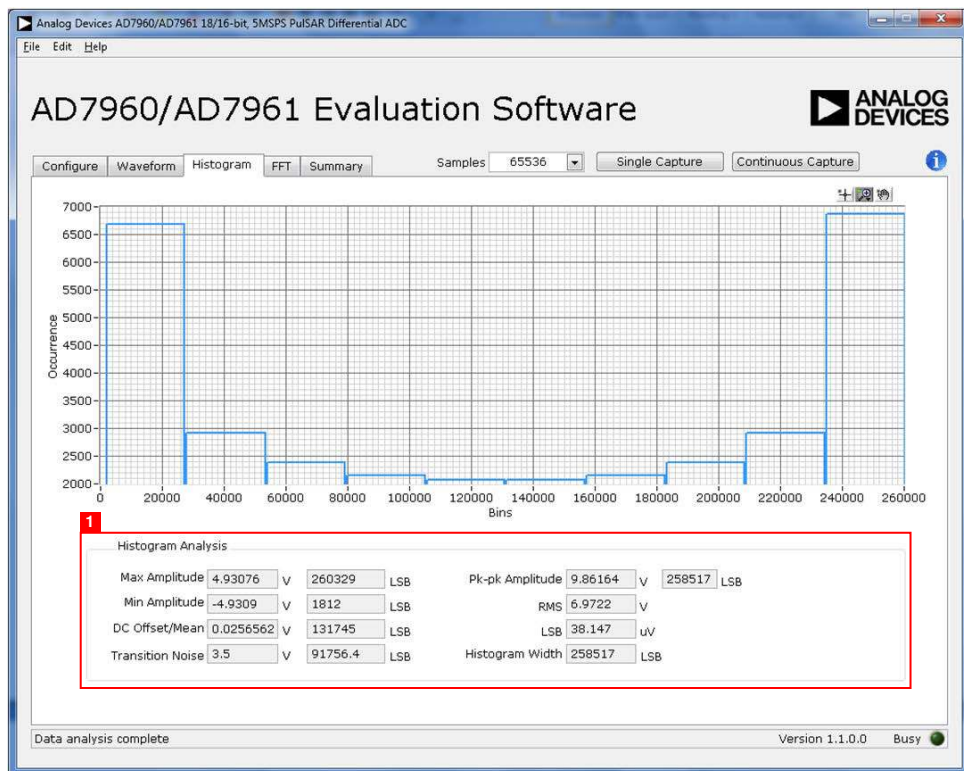 Analog Devices AD7960/AD7961 18/16-bit, 5MSPS PulSAR Differential ADC
File Edit Help
AD7960/AD7961 Evaluation Software
ANALOG
DEVICES
Configure Waveform Histogram FFT Summary Samples 65536 Single Capture Continuous Capture i
7000
6500
6000
5500
5000
4500
4000
3500
3000
2500
2000
Occurrence
0 20000 40000 60000 80000 100000 120000 140000 160000 180000 200000 220000 240000 260000
Bins
1
Histogram Analysis
Max Amplitude 4.93076 V 260329 LSB Pk-pk Amplitude 9.86164 V 258517 LSB
Min Amplitude -4.9309 V 1812 LSB RMS 6.9722 V
DC Offset/Mean 0.0256562 V 131745 LSB LSB 38.147 uV
Transition Noise 3.5 V 91756.4 LSB Histogram Width 258517 LSB
Data analysis complete Version 1.1.0.0 Busy